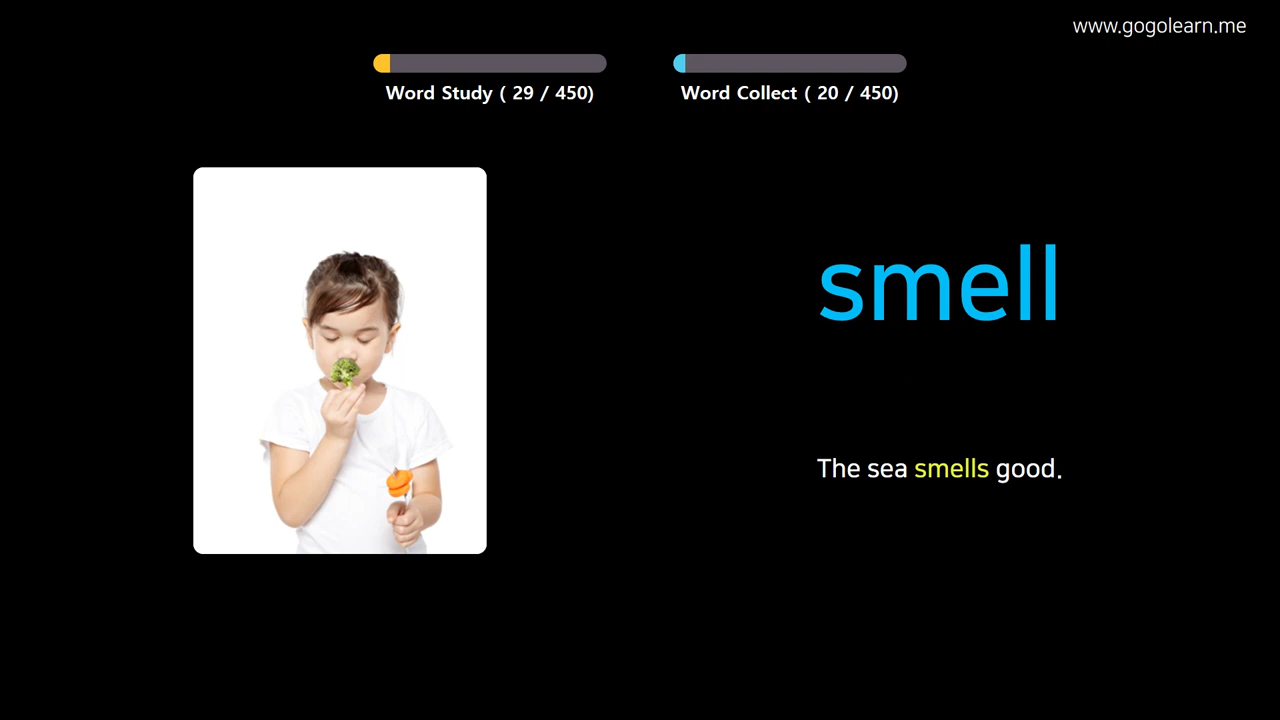 www.gogolearn.me
Word Study ( 29 / 450)
Word Collect ( 20 / 450)
smell
The sea smells good.